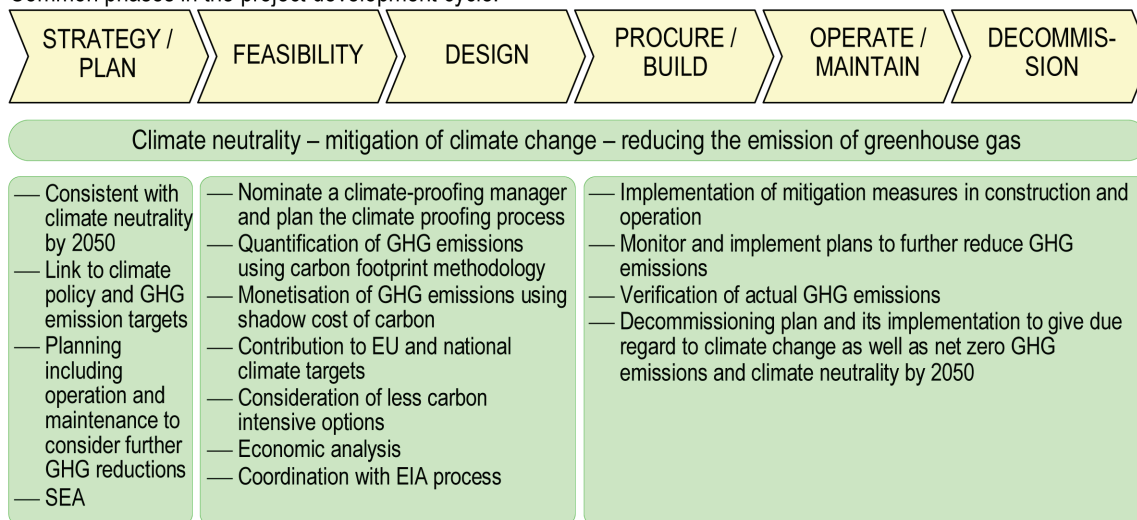 Common phases in the project development cycle.
STRATEGY /
PLAN
FEASIBILITY
DESIGN
PROCURE /
BUILD
OPERATE /
MAINTAIN
DECOMMIS-
SION
Climate neutrality – mitigation of climate change – reducing the emission of greenhouse gas
— Consistent with
climate neutrality
by 2050
— Link to climate
policy and GHG
emission targets
— Planning
including
operation and
maintenance to
consider further
GHG reductions
— SEA
— Nominate a climate-proofing manager
and plan the climate proofing process
— Quantification of GHG emissions
using carbon footprint methodology
— Monetisation of GHG emissions using
shadow cost of carbon
— Contribution to EU and national
climate targets
— Consideration of less carbon
intensive options
— Economic analysis
— Coordination with EIA process
— Implementation of mitigation measures in construction and
operation
— Monitor and implement plans to further reduce GHG
emissions
— Verification of actual GHG emissions
— Decommissioning plan and its implementation to give due
regard to climate change as well as net zero GHG
emissions and climate neutrality by 2050